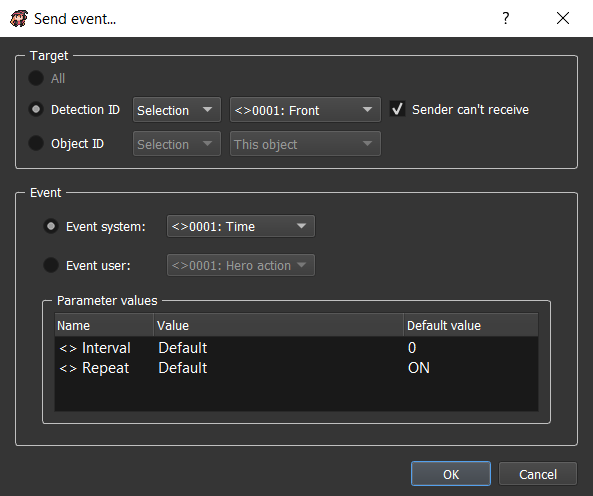 Send event...
?
Target
All
Detection ID Selection <>0001: Front Sender can't receive
Object ID Selection This object
Event
Event system: <>0001: Time
Event user: <>0001: Hero action
Parameter values
Name Value Default value
<> Interval Default 0
<> Repeat Default ON
OK Cancel